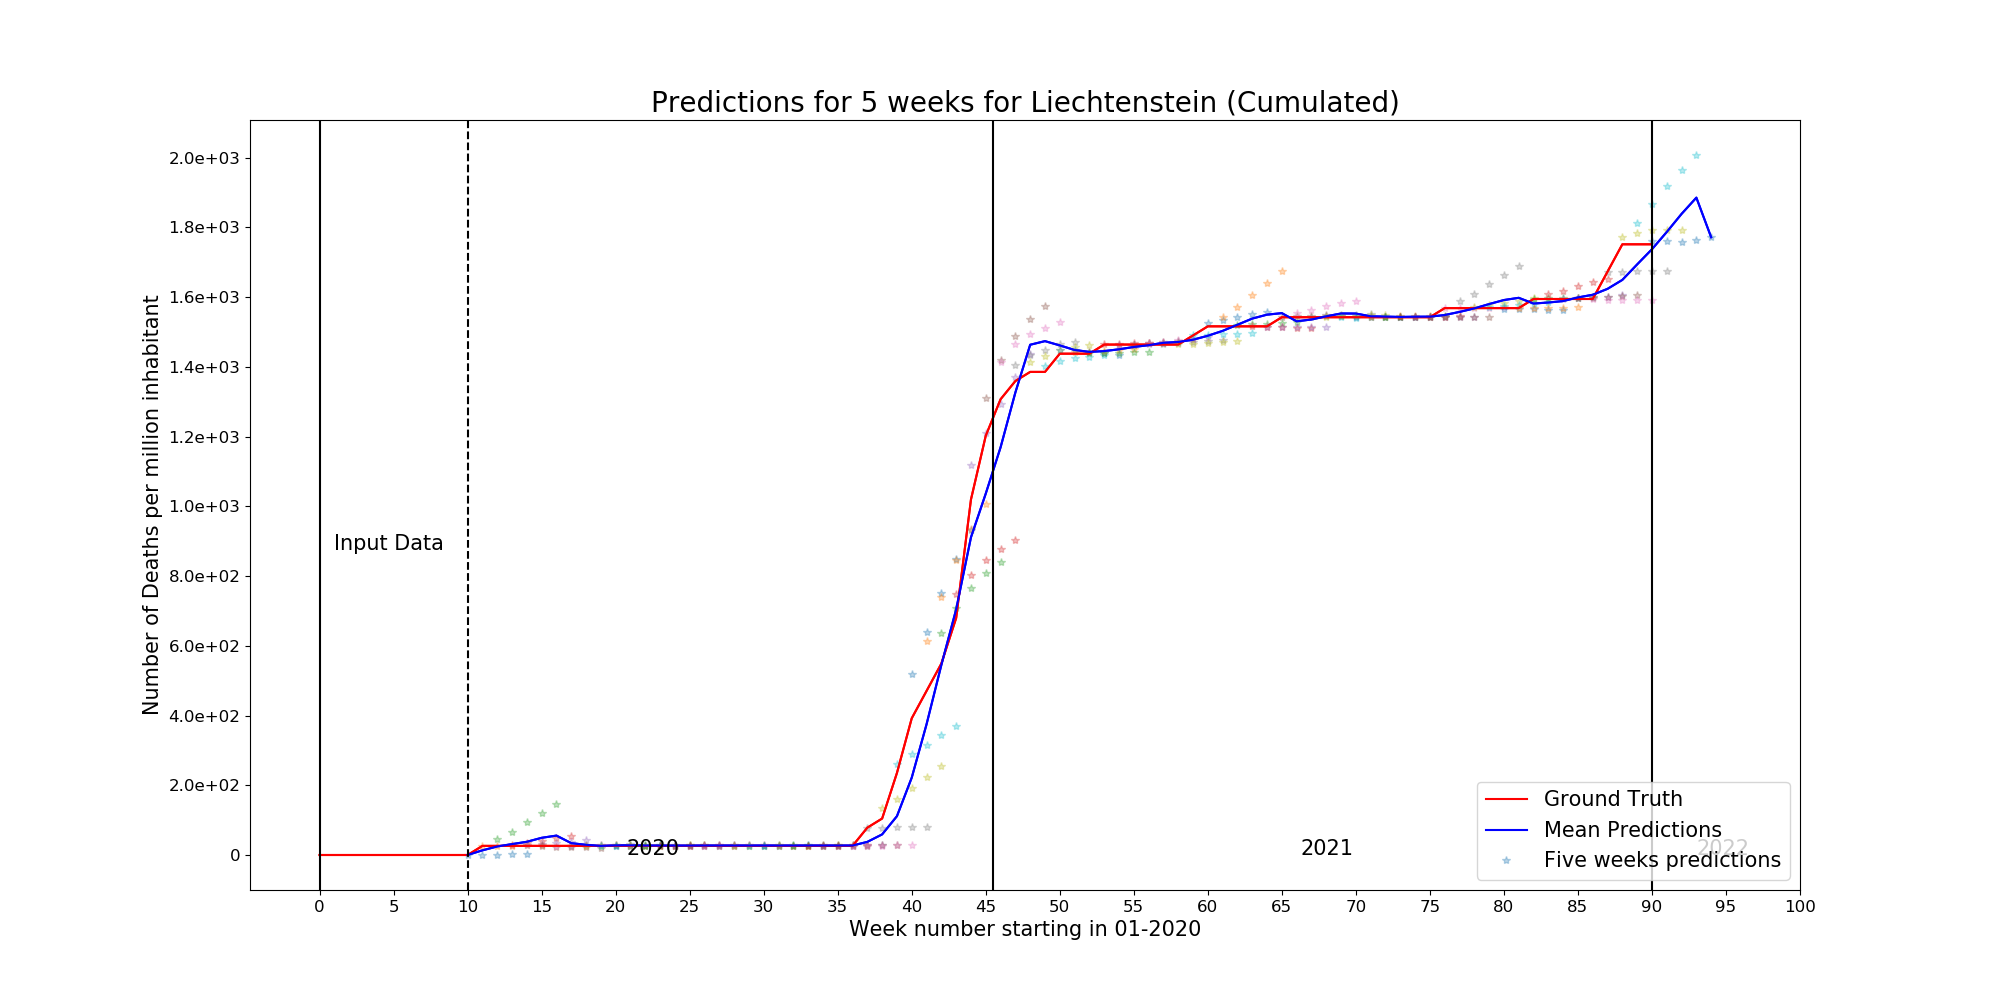 Predictions for 5 weeks for Liechtenstein (Cumulated)
Number of Deaths per million inhabitant
2.0e+03
1.8e+03
1.6e+03
1.4e+03
1.2e+03
1.0e+03
8.0e+02
6.0e+02
4.0e+02
2.0e+02
0
Input Data
2020
2021
2022
Ground Truth
Mean Predictions
Five weeks predictions
0 5 10 15 20 25 30 35 40 45 50 55 60 65 70 75 80 85 90 95 100
Week number starting in 01-2020